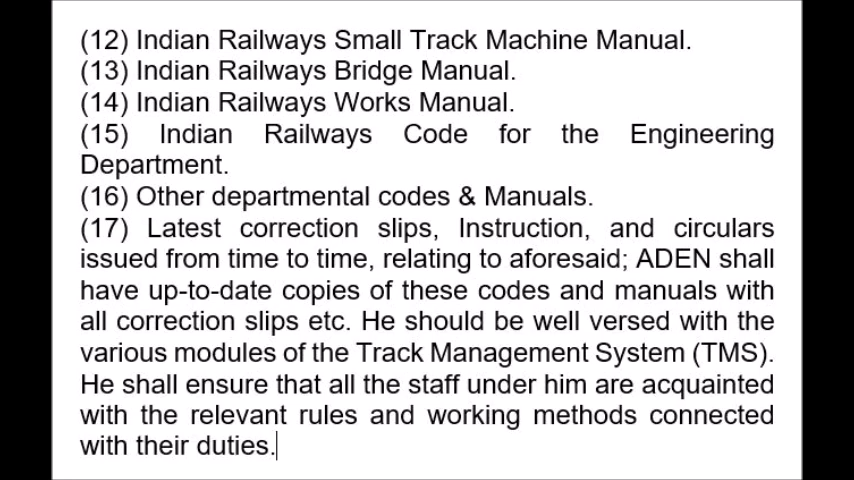 (12) Indian Railways Small Track Machine Manual.
(13) Indian Railways Bridge Manual.
(14) Indian Railways Works Manual.
(15) Indian Railways Code for the Engineering
Department.
(16) Other departmental codes & Manuals.
(17) Latest correction slips, Instruction, and circulars
issued from time to time, relating to aforesaid; ADEN shall
have up-to-date copies of these codes and manuals with
all correction slips etc. He should be well versed with the
various modules of the Track Management System (TMS).
He shall ensure that all the staff under him are acquainted
with the relevant rules and working methods connected
with their duties.